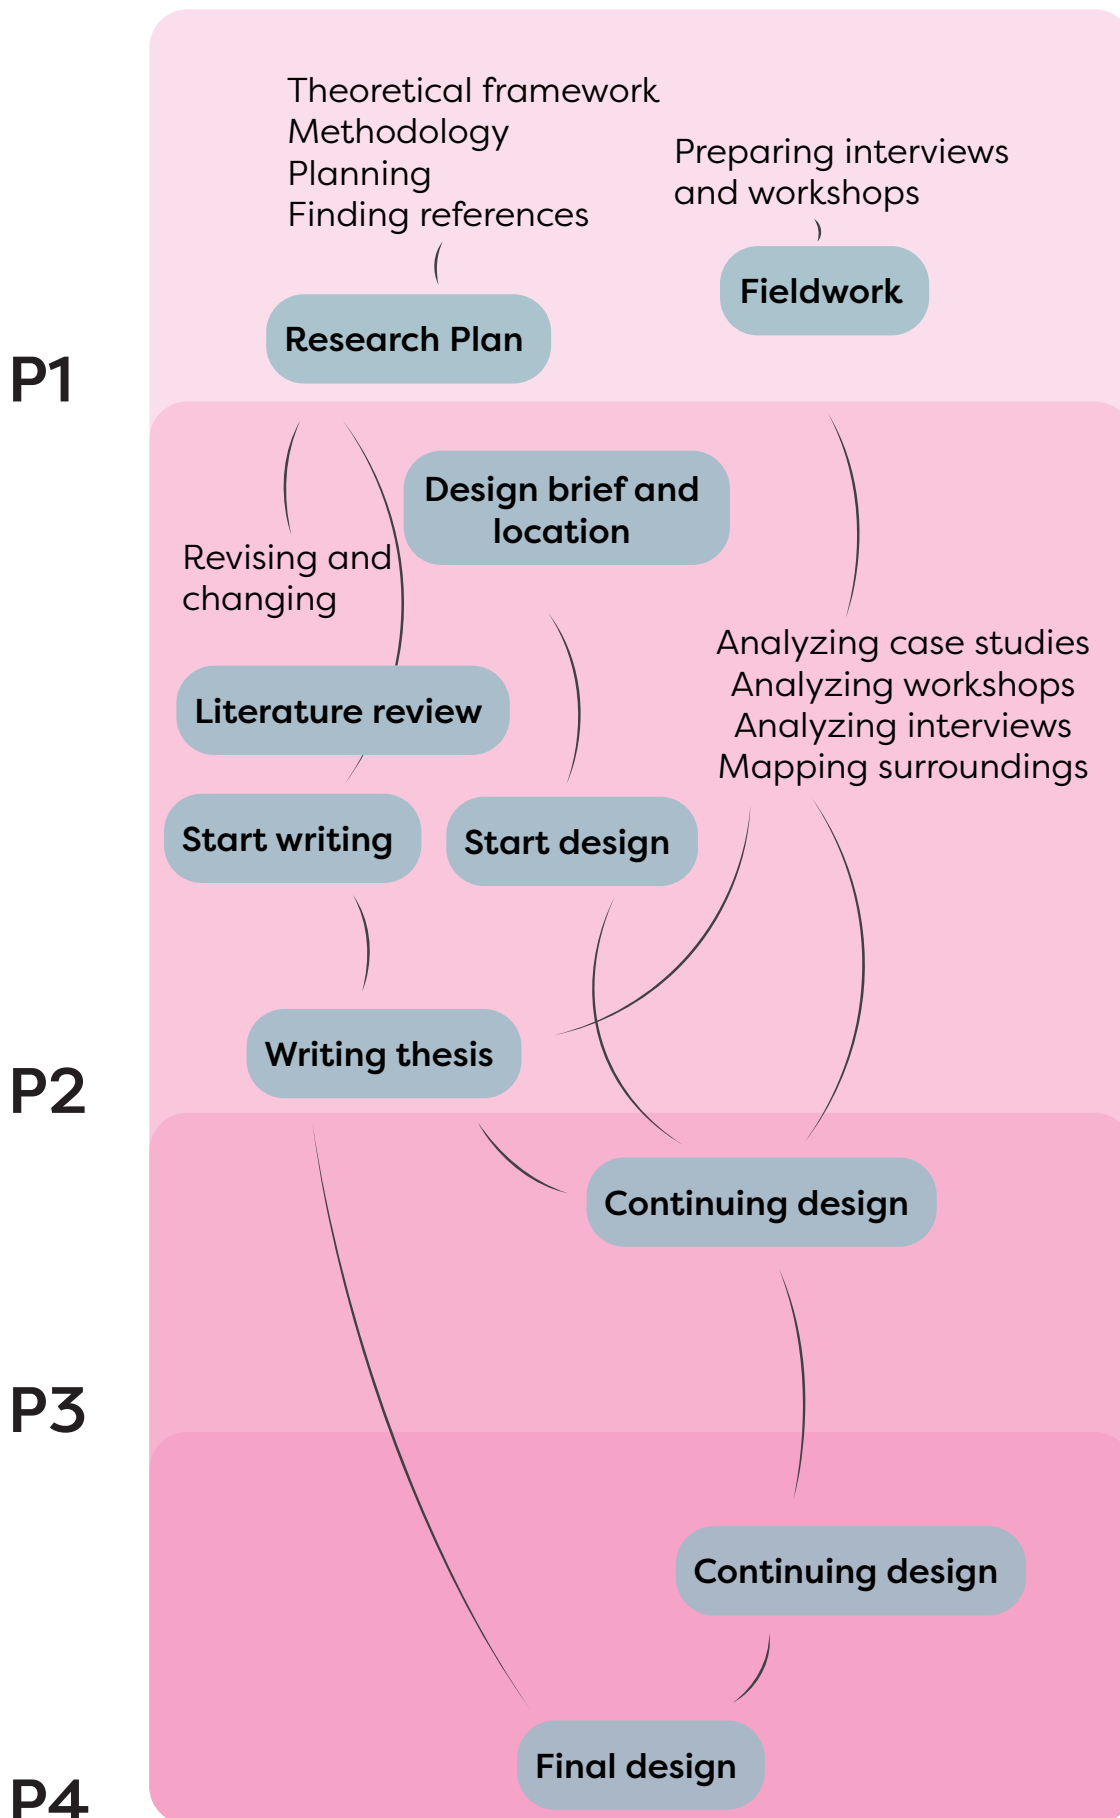 Theoretical framework
Methodology
Planning
Finding references
Preparing interviews
and workshops
Fieldwork
Research Plan
P1
Design brief and
location
Revising and
changing
Analyzing case studies
Analyzing workshops
Analyzing interviews
Mapping surroundings
Literature review
Start writing
Start design
Writing thesis
P2
Continuing design
P3
Continuing design
Final design
P4